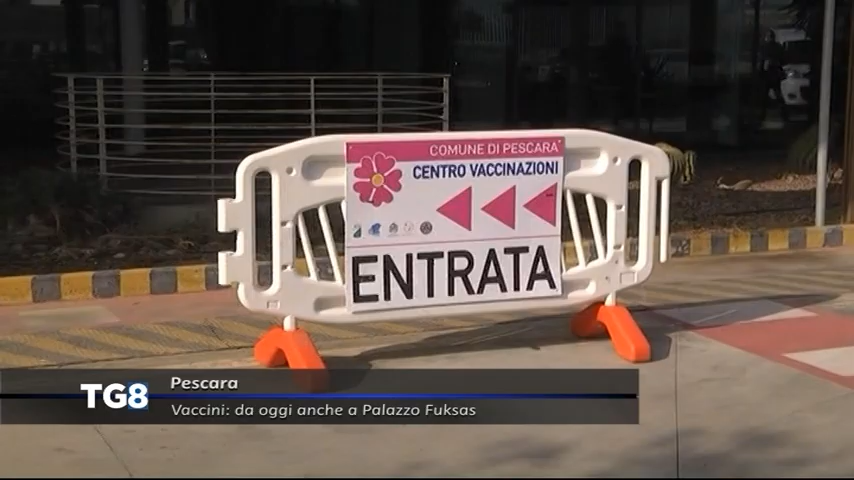 COMUNE DI PESCARA
CENTRO VACCINAZIONI
ENTRATA
TG8
Pescara
Vaccini: da oggi anche a Palazzo Fuksas